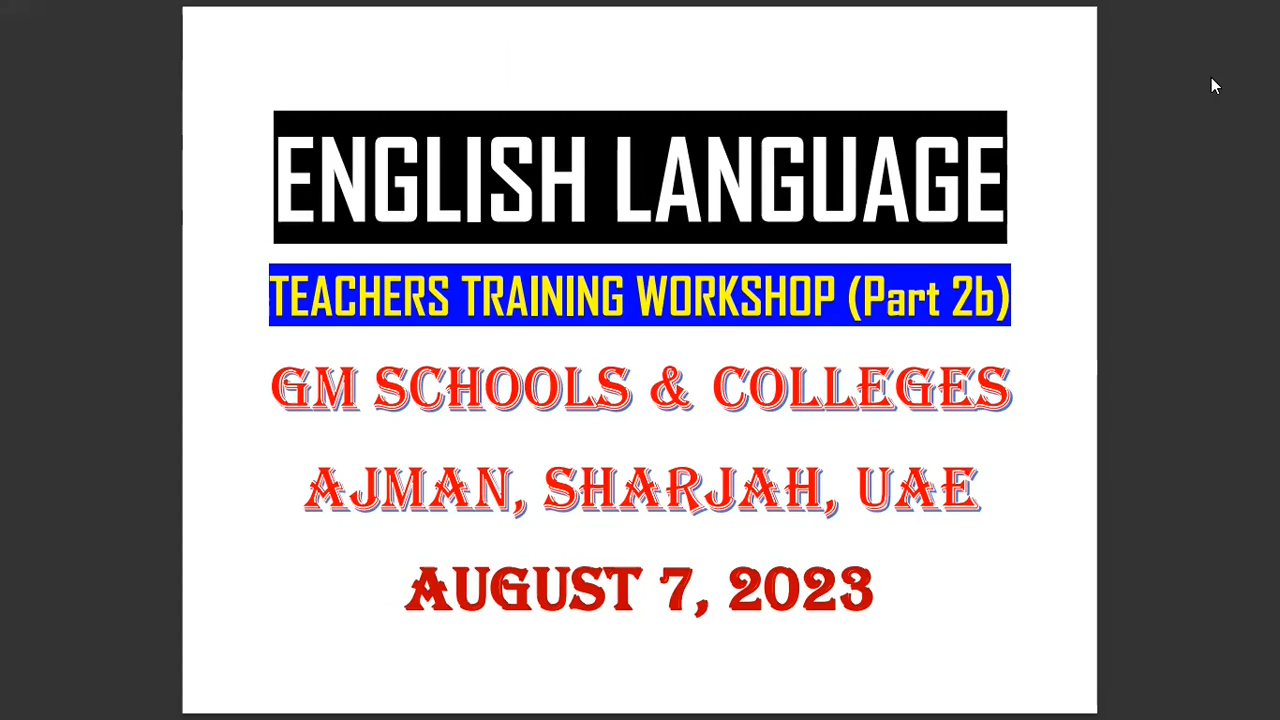 ENGLISH LANGUAGE
TEACHERS TRAINING WORKSHOP (Part 2b)
GM SCHOOLS & COLLEGES
AJMAN, SHARJAH, UAE
AUGUST 7, 2023